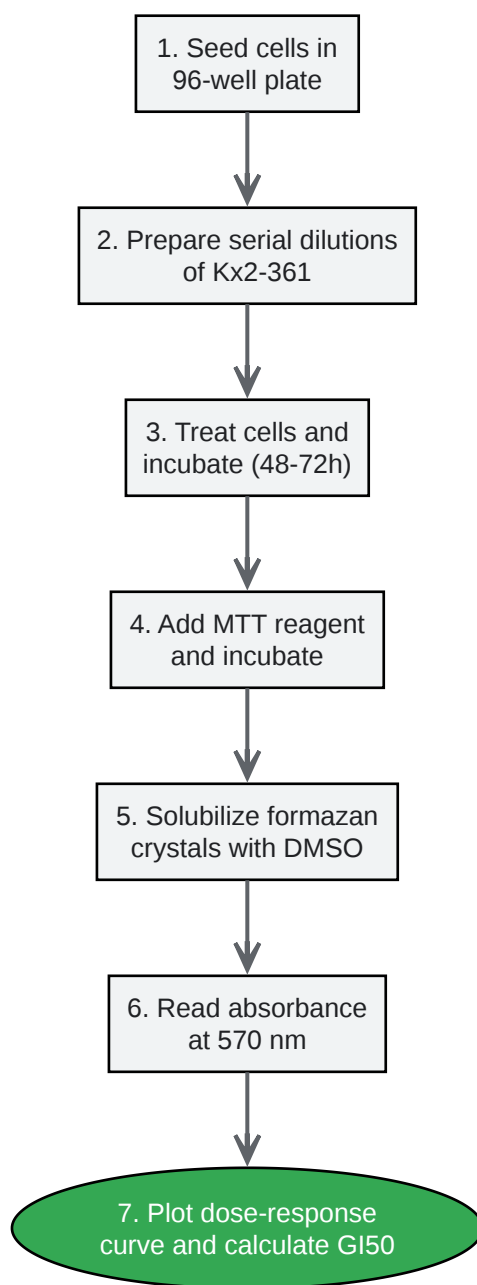 1. Seed cells in
96-well plate
2. Prepare serial dilutions
of Kx2-361
3. Treat cells and
incubate (48-72h)
4. Add MTT reagent
and incubate
5. Solubilize formazan
crystals with DMSO
6. Read absorbance
at 570 nm
7. Plot dose-response
curve and calculate GI50